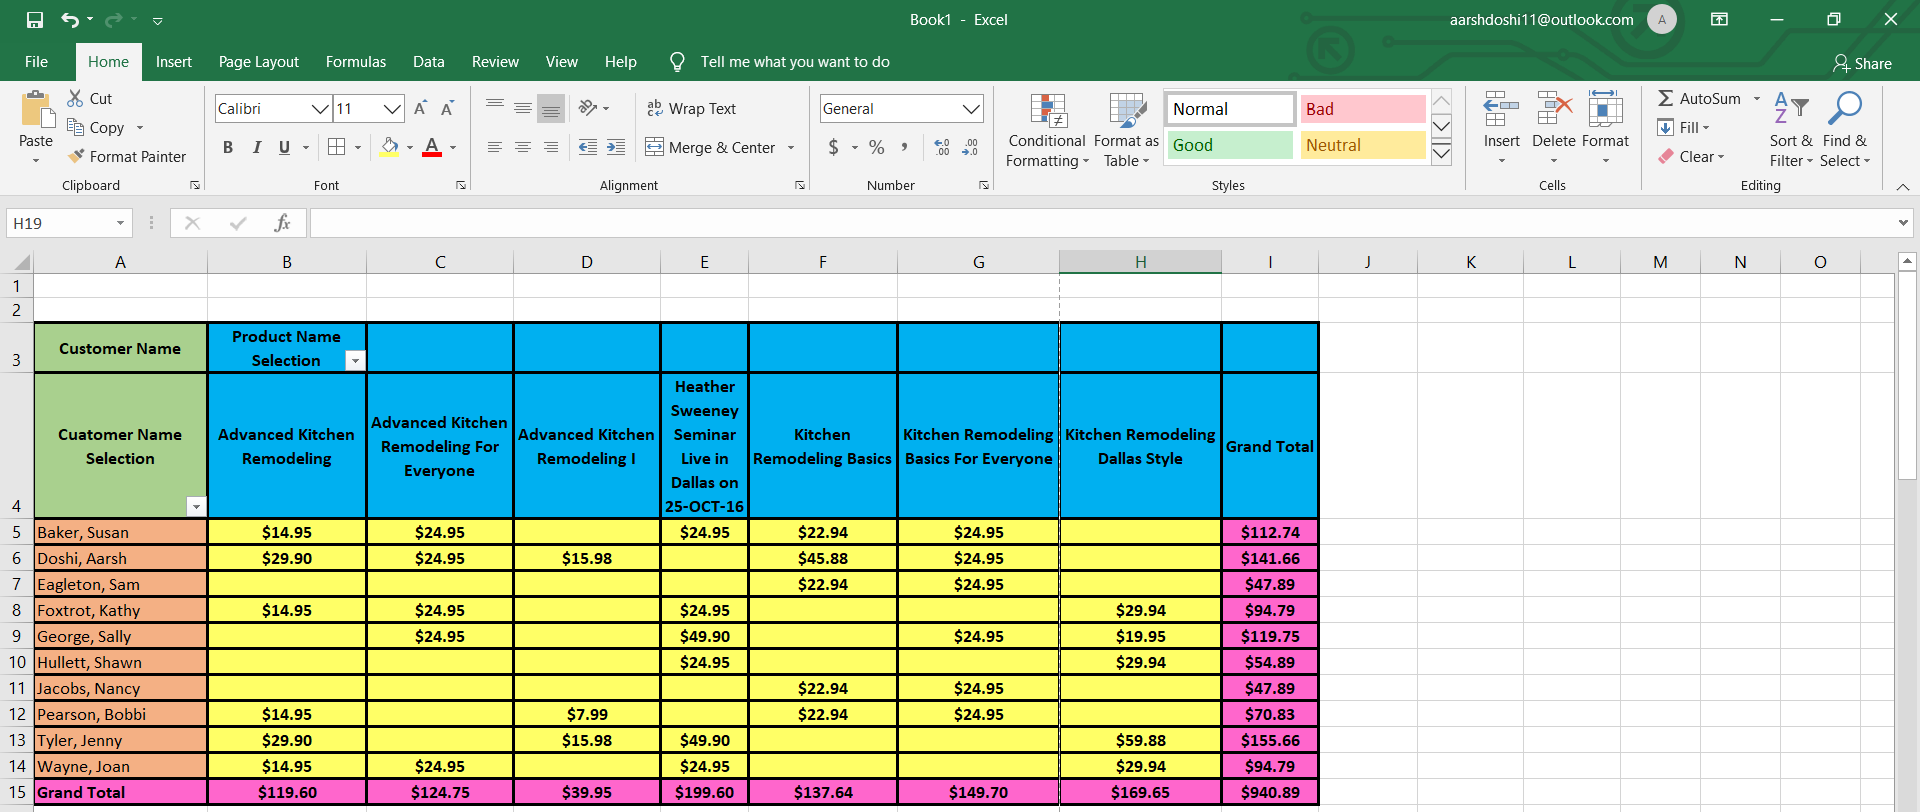 Book1 - Excel
aarshdoshi11@outlook.com
A
File Home Insert Page Layout Formulas Data Review View Help Tell me what you want to do
Share
Paste
Cut
Copy
Format Painter
Clipboard
Calibri 11 A A
B I U A
Font
ab Wrap Text
Merge & Center
Alignment
General
$ % , .00 .00
Number
Conditional Formatting
Format as Table
Normal Bad
Good Neutral
Styles
Insert Delete Format
Cells
AutoSum
Fill
Clear
Sort & Filter
Find & Select
Editing
H19 fx
A B C D E F G H I J K L M N O
1
2
3 Customer Name Product Name Selection
4 Cuatomer Name Selection Advanced Kitchen Remodeling Advanced Kitchen Remodeling For Everyone Advanced Kitchen Remodeling I Heather Sweeney Seminar Live in Dallas on 25-OCT-16 Kitchen Remodeling Basics Kitchen Remodeling Basics For Everyone Kitchen Remodeling Dallas Style Grand Total
5 Baker, Susan $14.95 $24.95 $24.95 $22.94 $24.95 $112.74
6 Doshi, Aarsh $29.90 $24.95 $15.98 $45.88 $24.95 $141.66
7 Eagleton, Sam $22.94 $24.95 $47.89
8 Foxtrot, Kathy $14.95 $24.95 $24.95 $29.94 $94.79
9 George, Sally $24.95 $49.90 $24.95 $19.95 $119.75
10 Hullett, Shawn $24.95 $29.94 $54.89
11 Jacobs, Nancy $22.94 $24.95 $47.89
12 Pearson, Bobbi $14.95 $7.99 $22.94 $24.95 $70.83
13 Tyler, Jenny $29.90 $15.98 $49.90 $59.88 $155.66
14 Wayne, Joan $14.95 $24.95 $24.95 $29.94 $94.79
15 Grand Total $119.60 $124.75 $39.95 $199.60 $137.64 $149.70 $169.65 $940.89